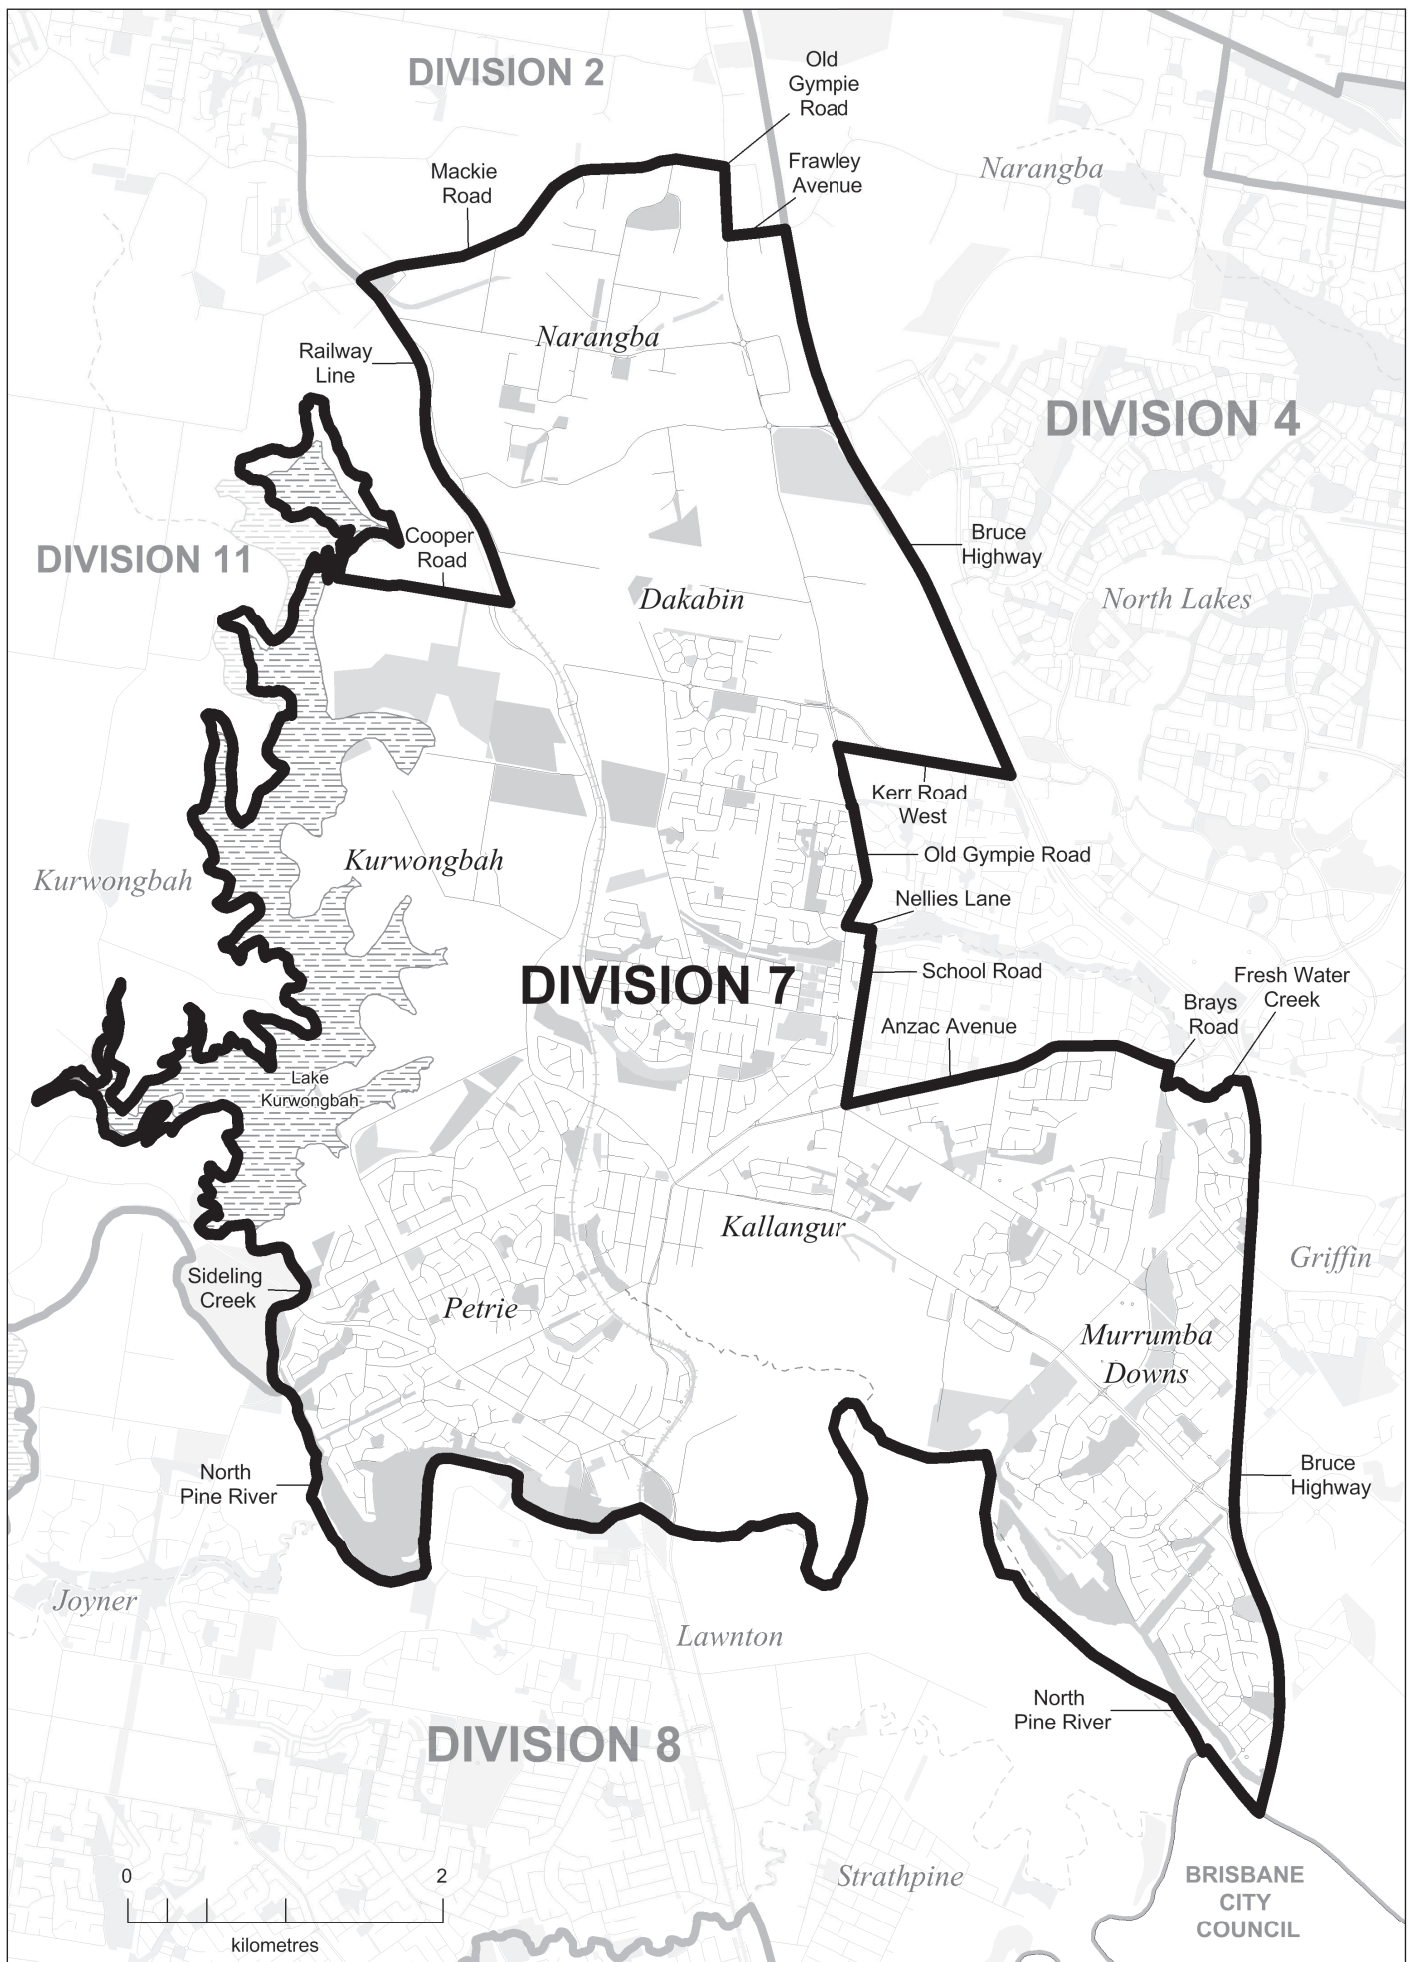 DIVISION 2
Old
Gympie
Road
Frawley
Avenue
Narangba
Mackie
Road
Narangba
Railway
Line
DIVISION 4
Cooper
Road
DIVISION 11
Bruce
Highway
Dakabin
North Lakes
Kerr Road
West
Old Gympie Road
Kurwongbah
Kurwongbah
Nellies Lane
DIVISION 7
School Road
Fresh Water
Creek
Brays
Road
Anzac Avenue
Lake
Kurwongbah
Kallangur
Griffin
Sideling
Creek
Petrie
Murrumba
Downs
North
Pine River
Bruce
Highway
Joyner
Lawnton
North
Pine River
DIVISION 8
Strathpine
BRISBANE
CITY
COUNCIL
0 2
kilometres